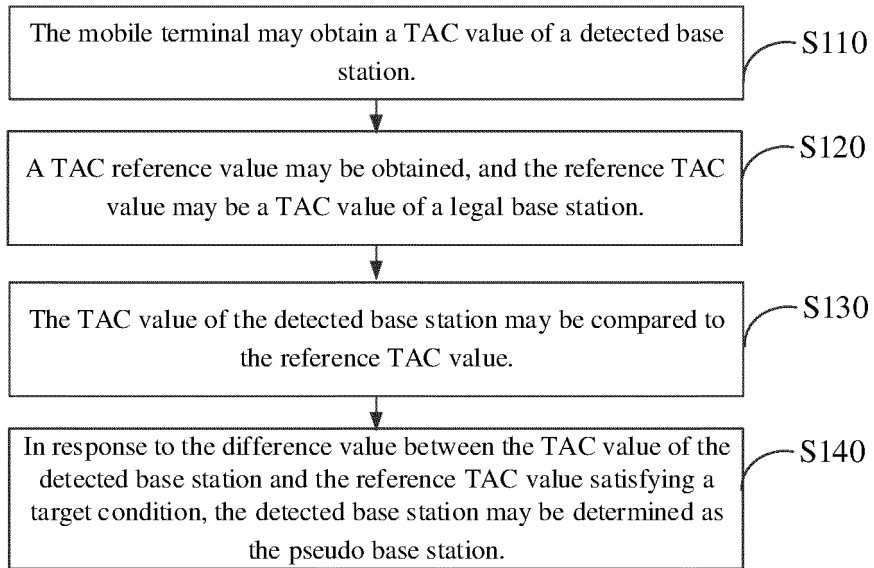 The mobile terminal may obtain a TAC value of a detected base
station.
S110
A TAC reference value may be obtained, and the reference TAC
value may be a TAC value of a legal base station.
S120
The TAC value of the detected base station may be compared to
the reference TAC value.
S130
In response to the difference value between the TAC value of the
detected base station and the reference TAC value satisfying a
target condition, the detected base station may be determined as
the pseudo base station.
S140